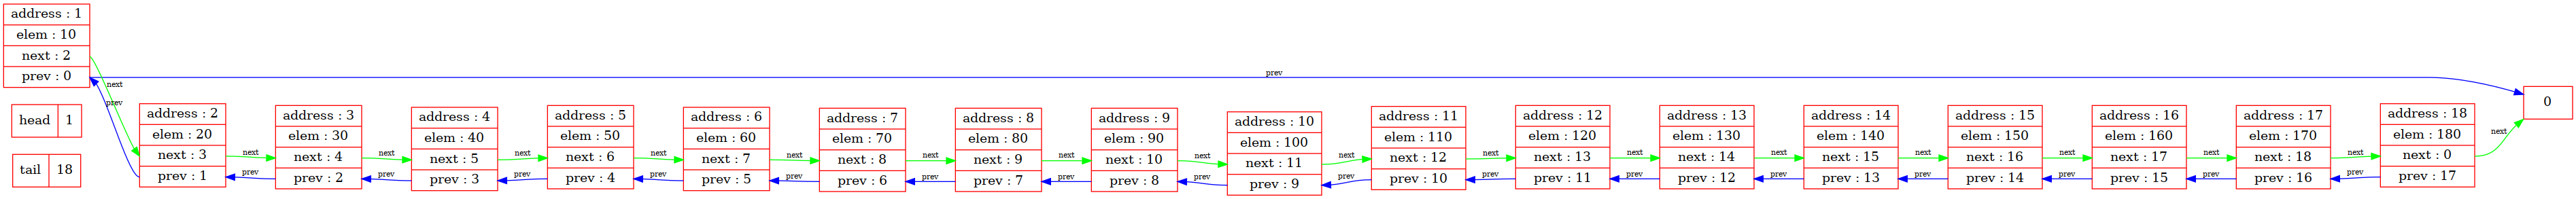 address : 1
elem : 10
next : 2
prev : 0
head 1
tail 18
next
prev
address : 2
elem : 20
next : 3
prev : 1
next
prev
address : 3
elem : 30
next : 4
prev : 2
next
prev
address : 4
elem : 40
next : 5
prev : 3
next
prev
address : 5
elem : 50
next : 6
prev : 4
next
prev
address : 6
elem : 60
next : 7
prev : 5
next
prev
address : 7
elem : 70
next : 8
prev : 6
next
prev
address : 8
elem : 80
next : 9
prev : 7
next
prev
address : 9
elem : 90
next : 10
prev : 8
next
prev
address : 10
elem : 100
next : 11
prev : 9
prev
next
prev
address : 11
elem : 110
next : 12
prev : 10
next
prev
address : 12
elem : 120
next : 13
prev : 11
next
prev
address : 13
elem : 130
next : 14
prev : 12
next
prev
address : 14
elem : 140
next : 15
prev : 13
next
prev
address : 15
elem : 150
next : 16
prev : 14
next
prev
address : 16
elem : 160
next : 17
prev : 15
next
prev
address : 17
elem : 170
next : 18
prev : 16
next
prev
address : 18
elem : 180
next : 0
prev : 17
next
0